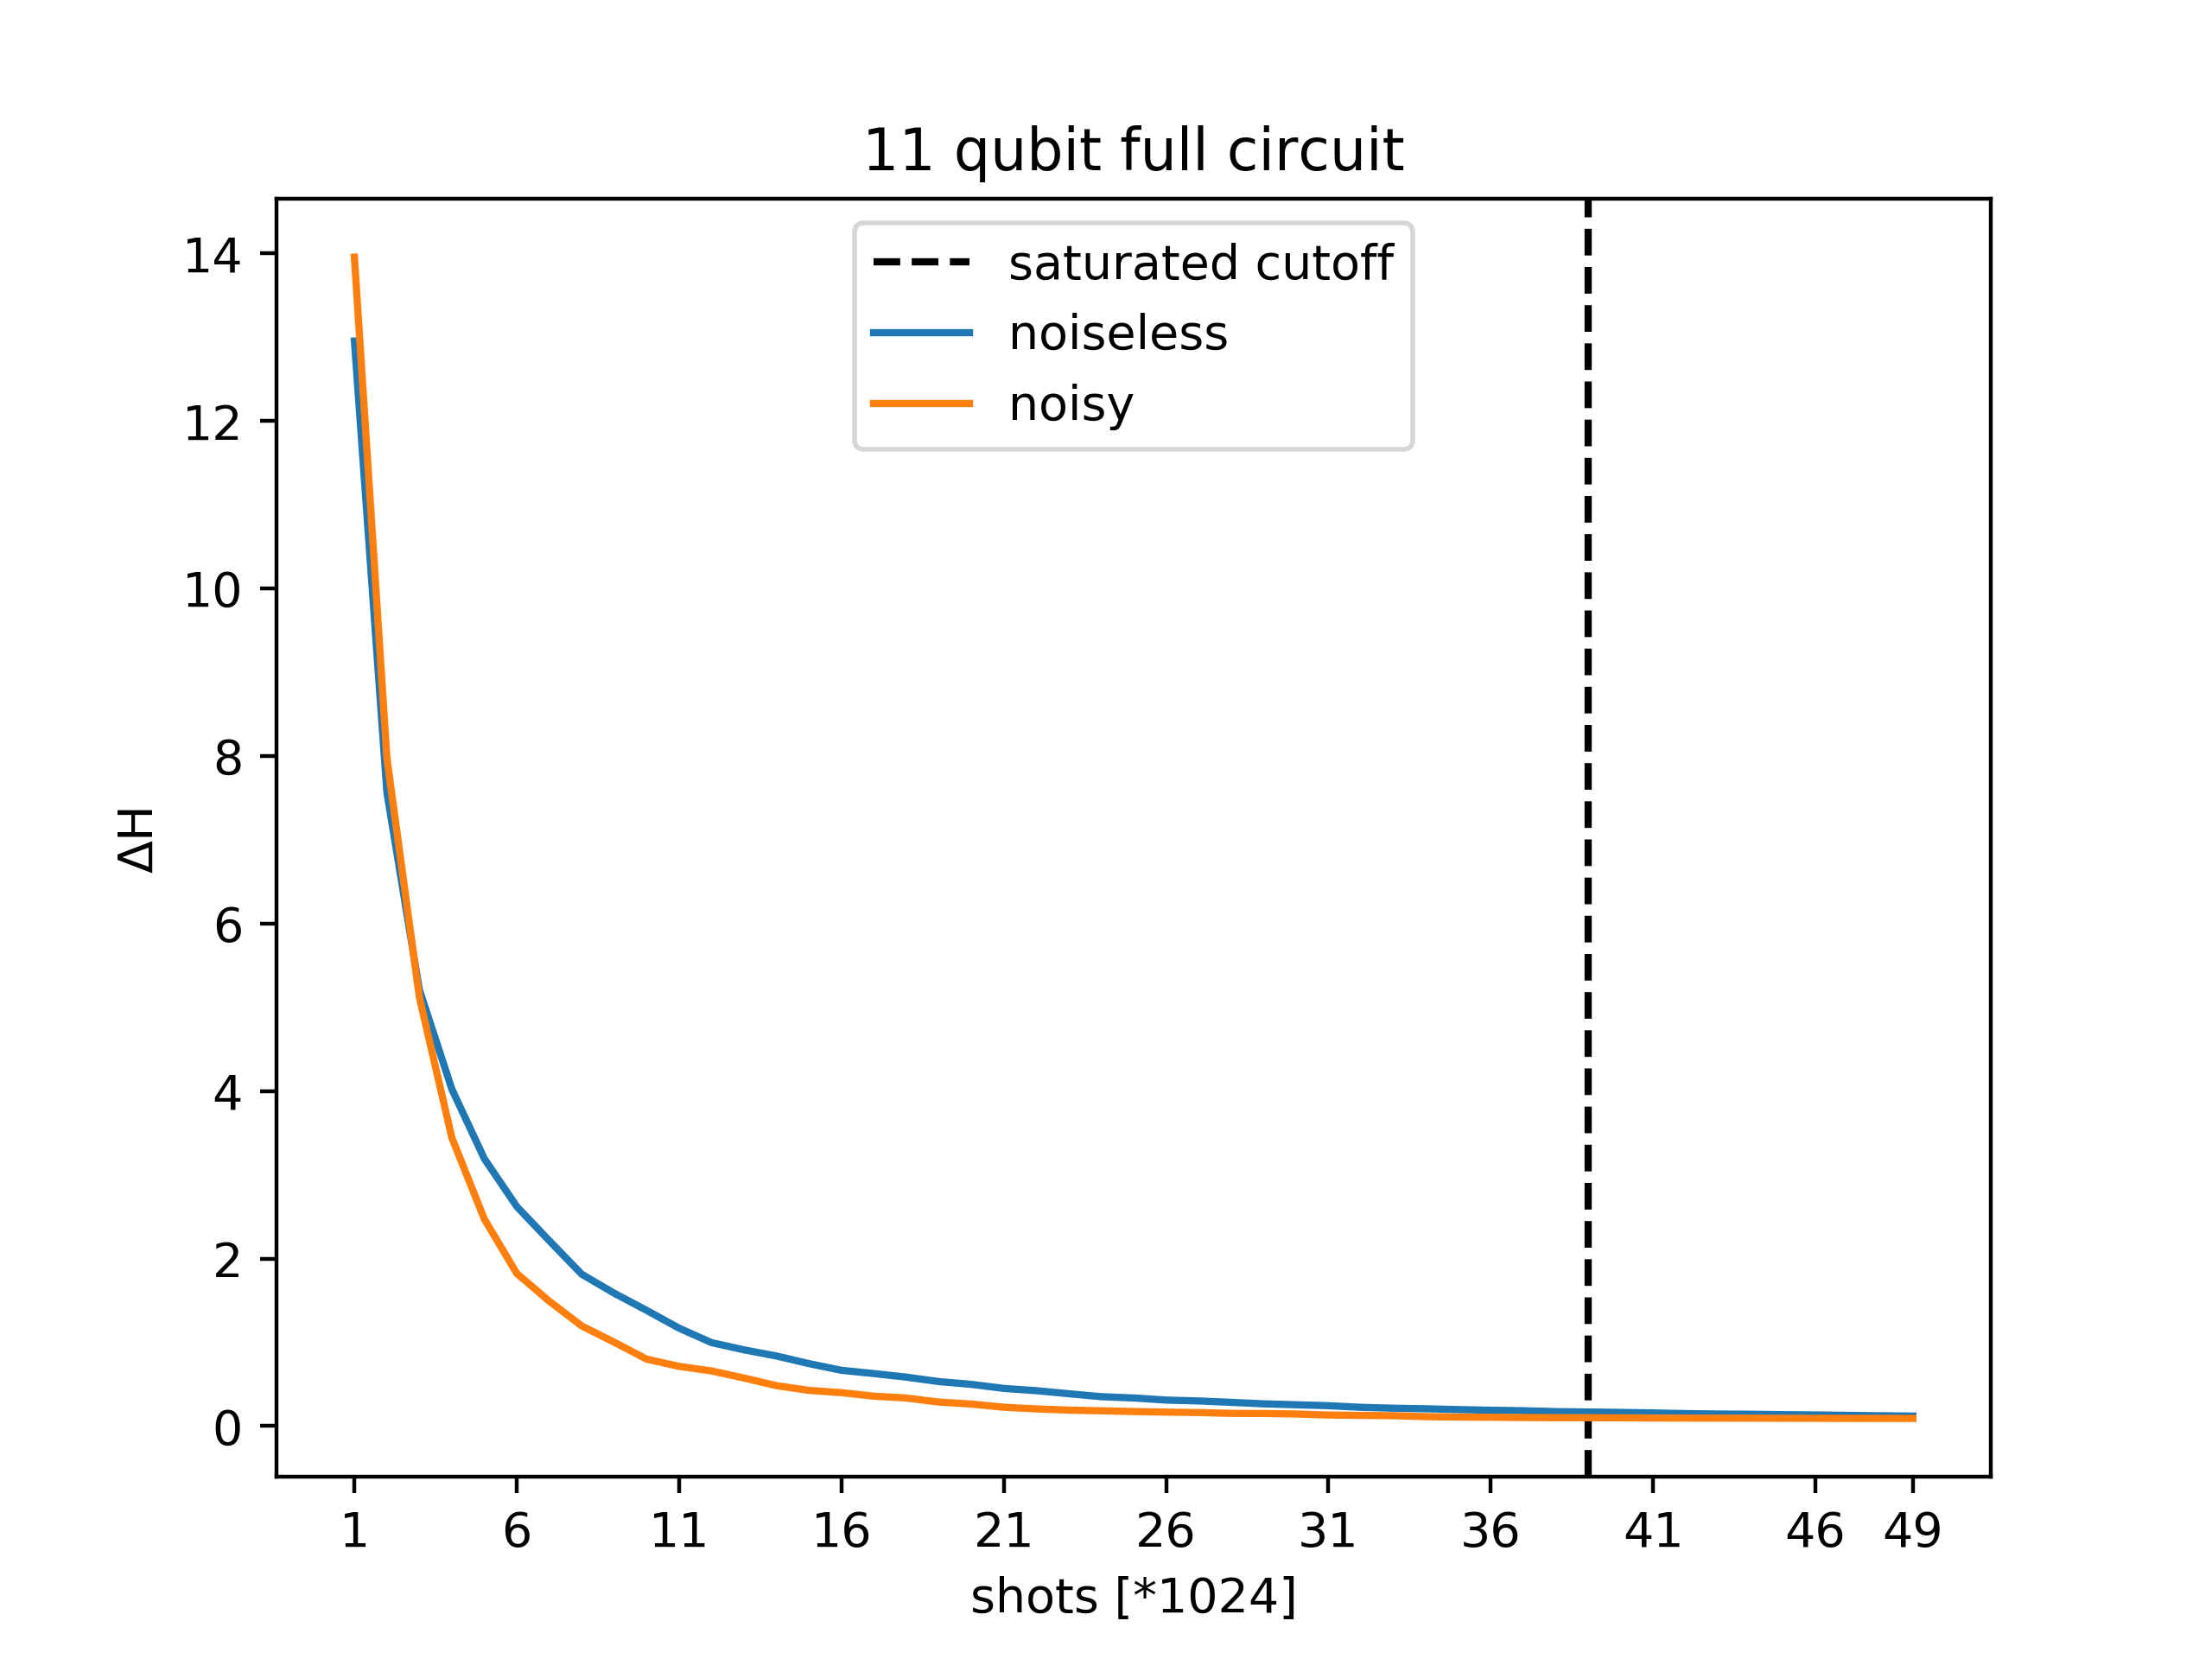 11 qubit full circuit
saturated cutoff
noiseless
noisy
14
12
10
8
6
4
2
0
ΔH
1 6 11 16 21 26 31 36 41 46 49
shots [*1024]